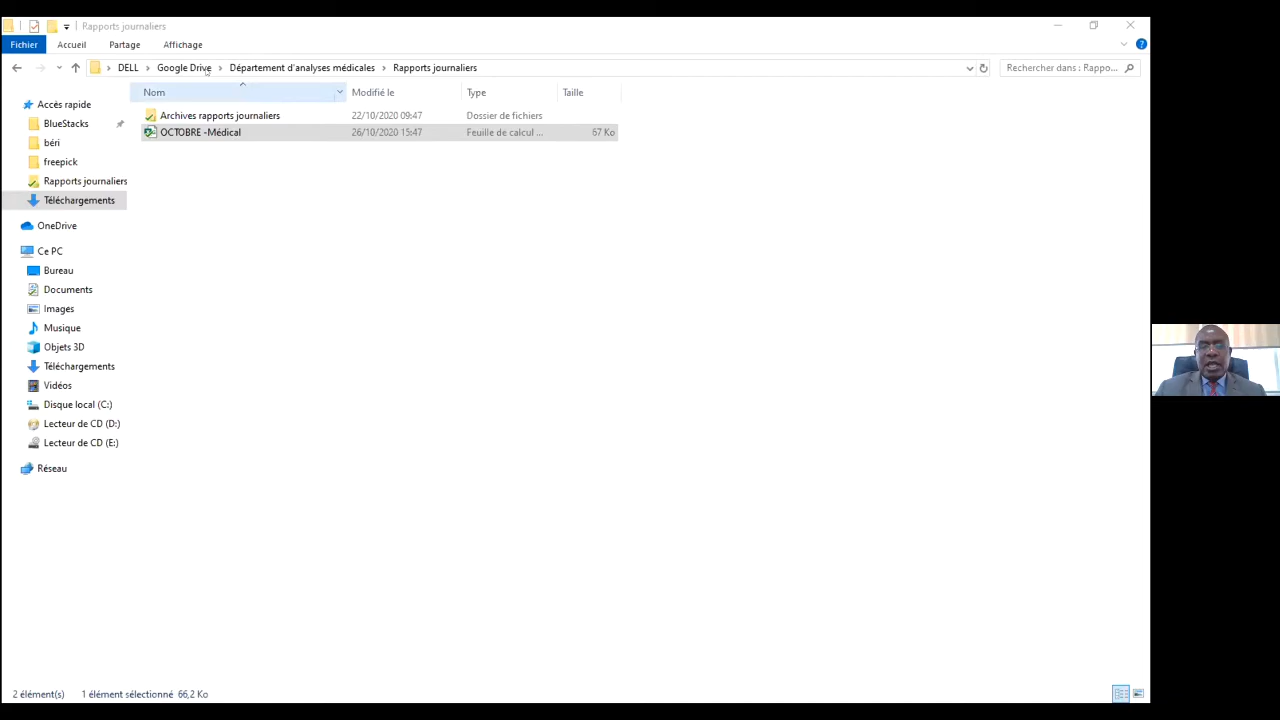 Rapports journaliers
Fichier Accueil Partage Affichage
DELL Google Drive Département d'analyses médicales Rapports journaliers Rechercher dans : Rappo...
Nom Modifié le Type Taille
Archives rapports journaliers 22/10/2020 09:47 Dossier de fichiers
OCTOBRE -Médical 26/10/2020 15:47 Feuille de calcul ... 67 Ko
Accès rapide
BlueStacks
béri
freepick
Rapports journaliers
Téléchargements
OneDrive
Ce PC
Bureau
Documents
Images
Musique
Objets 3D
Téléchargements
Vidéos
Disque local (C:)
Lecteur de CD (D:)
Lecteur de CD (E:)
Réseau
2 élément(s) 1 élément sélectionné 66,2 Ko